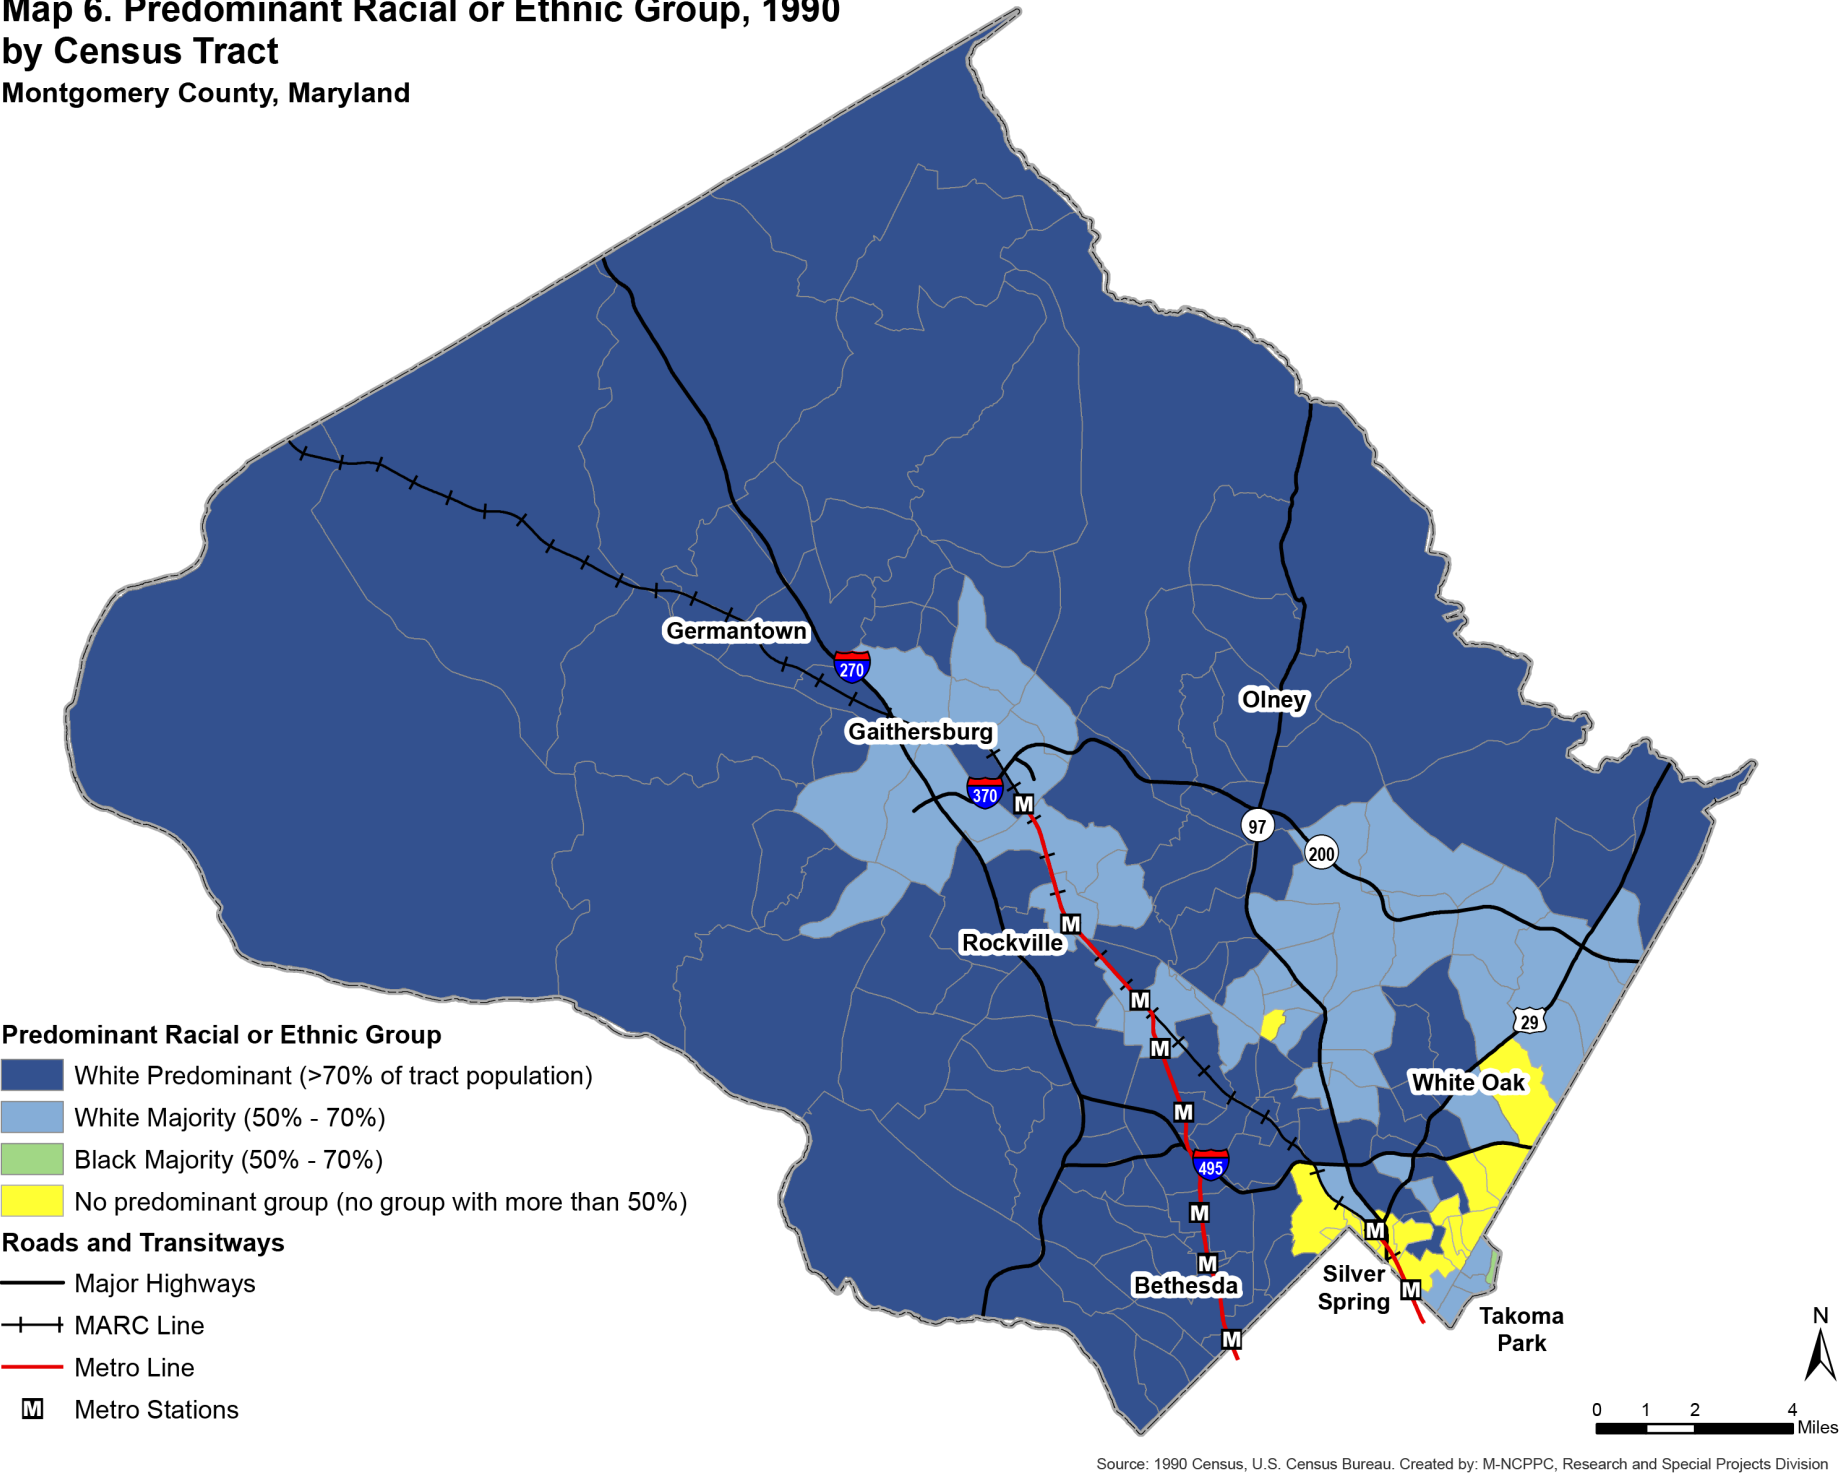 Map 6. Predominant Racial or Ethnic Group, 1990
by Census Tract
Montgomery County, Maryland
Germantown
270
Olney
Gaithersburg
370
M
97
200
M
Rockville
M
29
M
White Oak
M
495
M
M
M
Bethesda
Silver
Spring
M
Takoma
Park
M
Predominant Racial or Ethnic Group
White Predominant (>70% of tract population)
White Majority (50% - 70%)
Black Majority (50% - 70%)
No predominant group (no group with more than 50%)
Roads and Transitways
Major Highways
MARC Line
Metro Line
M Metro Stations
N
0 1 2 4
Miles
Source: 1990 Census, U.S. Census Bureau. Created by: M-NCPPC, Research and Special Projects Division